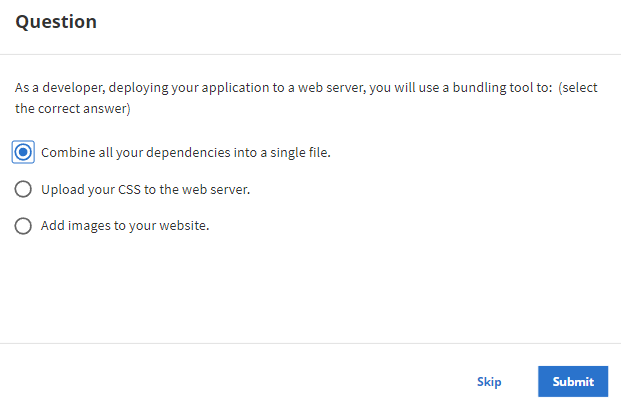 Question
As a developer, deploying your application to a web server, you will use a bundling tool to: (select
the correct answer)
Combine all your dependencies into a single file.
Upload your CSS to the web server.
Add images to your website.
Skip
Submit